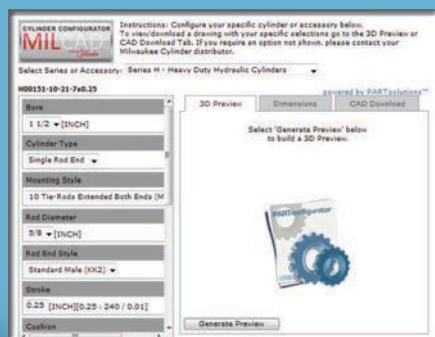 CYLINDER CONFIGURATOR
MILCAD
Instructions: Configure your specific cylinder or accessory below.
To view/download a drawing with your specific selections go to the 3D Preview or
CAD Download Tab. If you require an option not shown, please contact your
Milwaukee Cylinder distributor.
Select Series or Accessory: Series H - Heavy Duty Hydraulic Cylinders
powered by PARTsolutions™
H00151-10-21-7x0.25
Bore
1 1/2 [INCH]
Cylinder Type
Single Rod End
Mounting Style
10 Tie-Rods Extended Both Ends (M
Rod Diameter
5/8 [INCH]
Rod End Style
Standard Male (KK2)
Stroke
0.25 [INCH][0.25 : 240 / 0.01]
Cushion
3D Preview
Dimensions
CAD Download
Select 'Generate Preview' below
to build a 3D Preview.
PARTconfigurator
Generate Preview